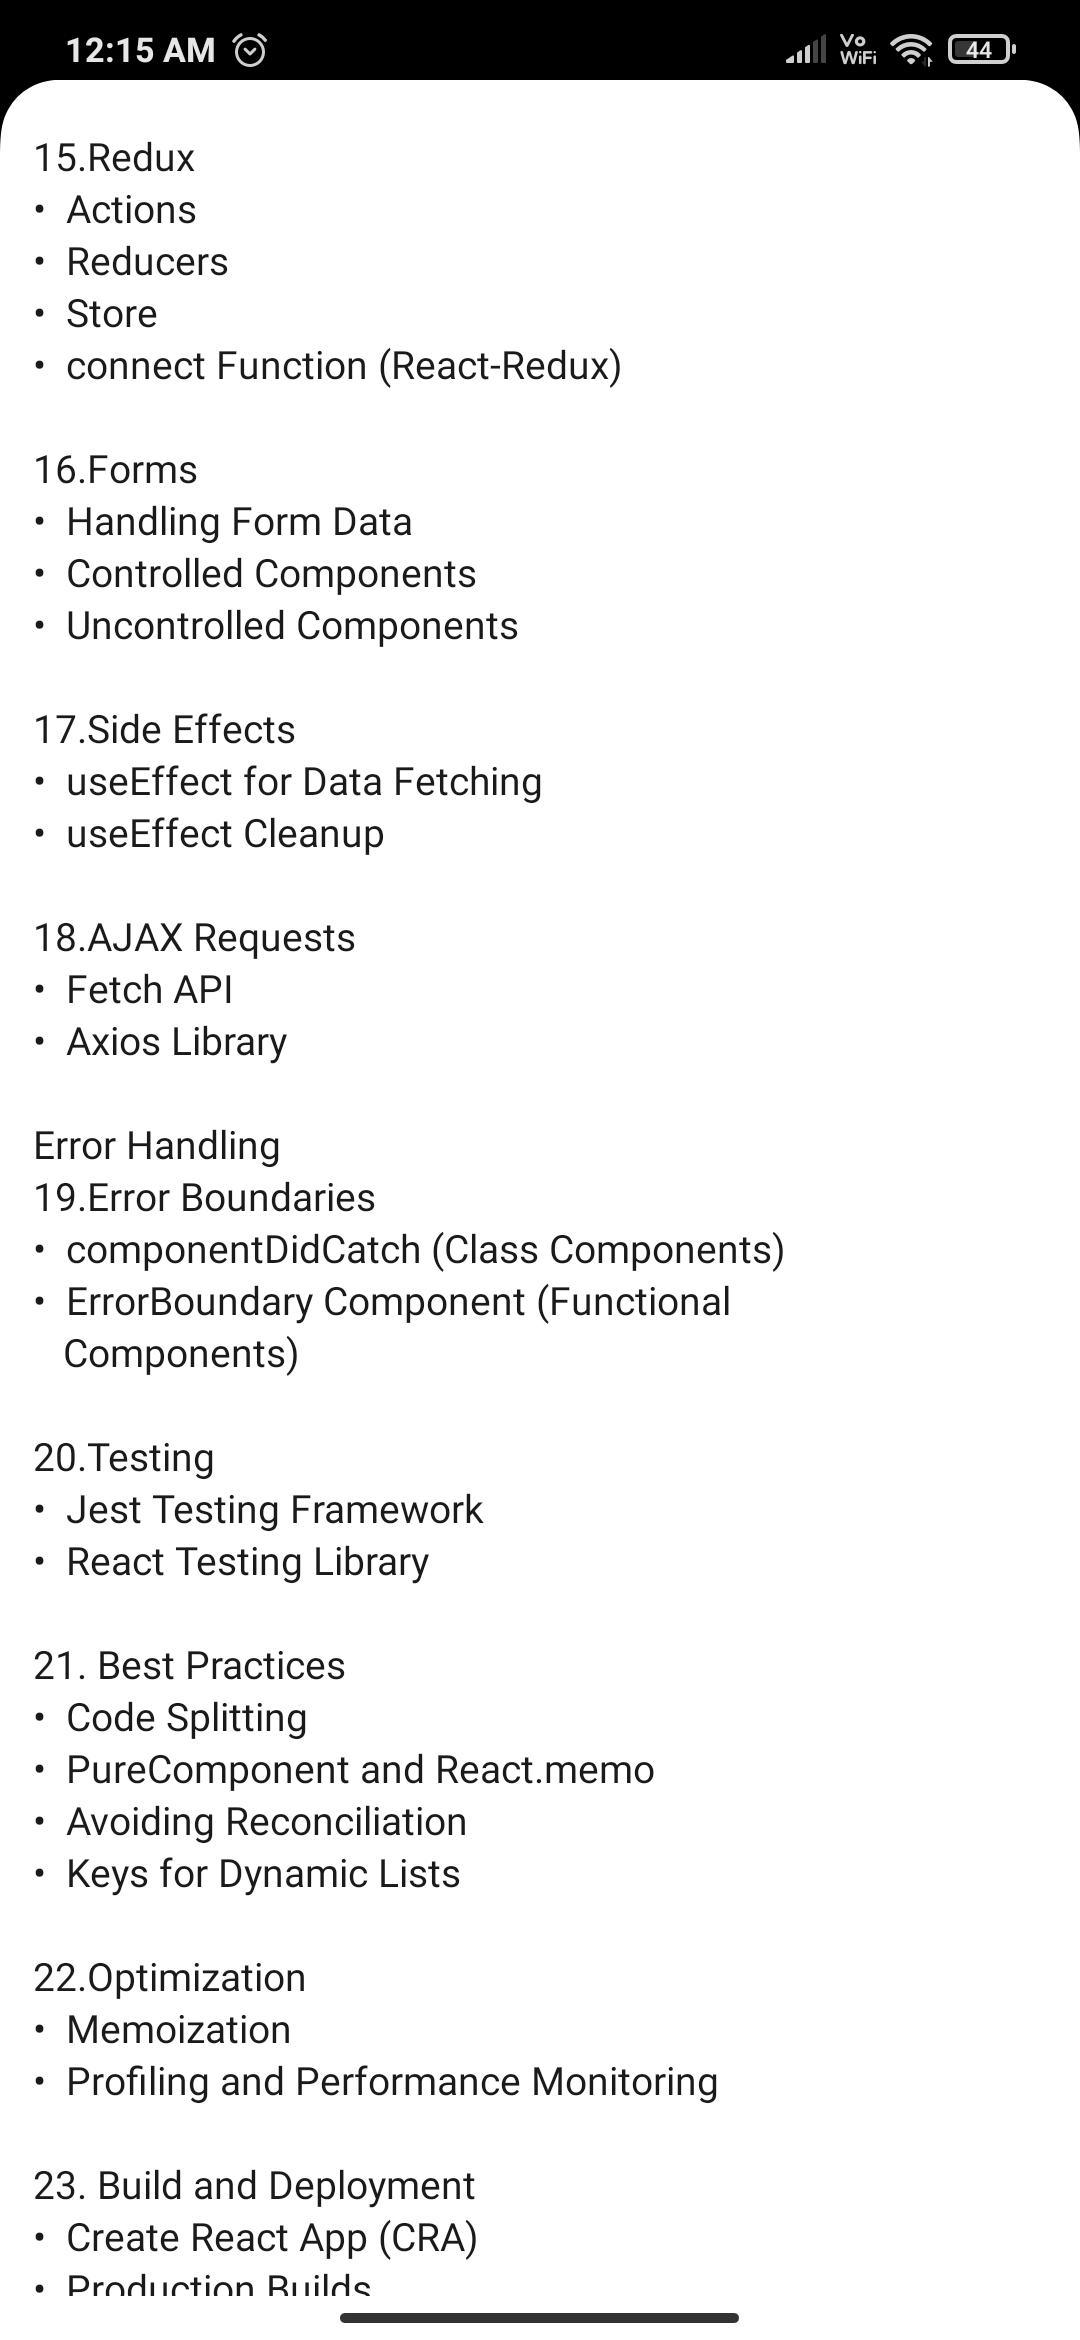 12:15 AM
Vo
WiFi
44
15.Redux
• Actions
• Reducers
• Store
• connect Function (React-Redux)
16.Forms
• Handling Form Data
• Controlled Components
• Uncontrolled Components
17.Side Effects
• useEffect for Data Fetching
• useEffect Cleanup
18.AJAX Requests
• Fetch API
• Axios Library
Error Handling
19.Error Boundaries
• componentDidCatch (Class Components)
• ErrorBoundary Component (Functional
Components)
20.Testing
• Jest Testing Framework
• React Testing Library
21. Best Practices
• Code Splitting
• PureComponent and React.memo
• Avoiding Reconciliation
• Keys for Dynamic Lists
22.Optimization
• Memoization
• Profiling and Performance Monitoring
23. Build and Deployment
• Create React App (CRA)
• Production Builds